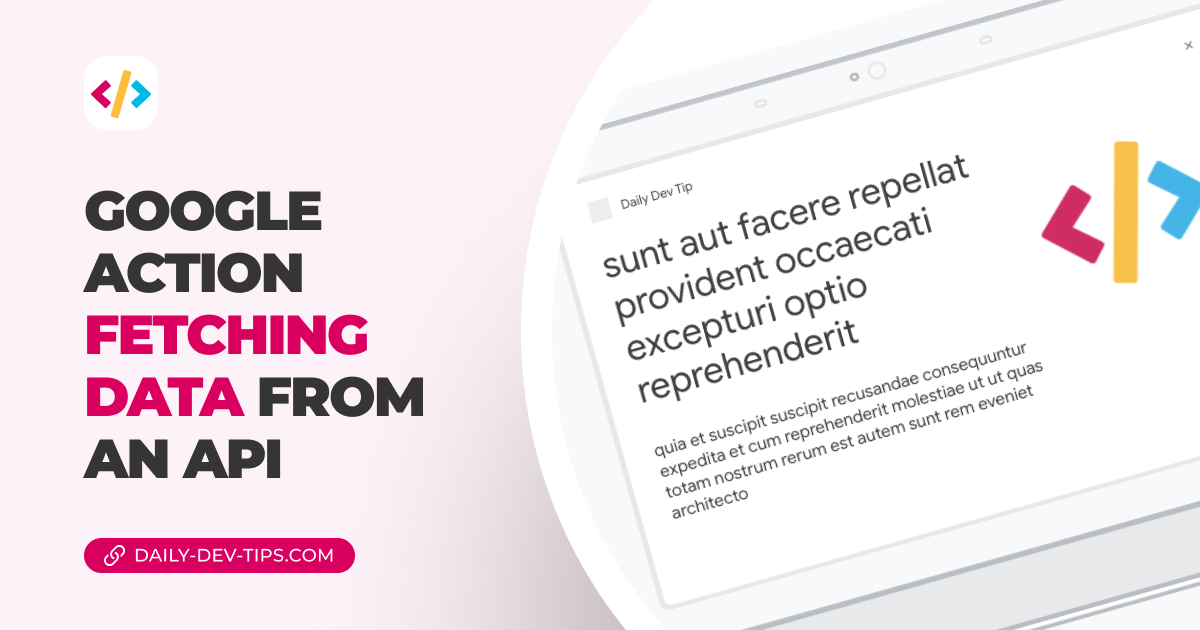 GOOGLE
ACTION
FETCHING
DATA FROM
AN API
DAILY-DEV-TIPS.COM
Daily Dev Tip
sunt aut facere repellat
provident occaecati
excepturi optio
reprehenderit
quia et suscipit suscipit recusandae consequuntur
expedita et cum reprehenderit molestiae ut ut quas
totam nostrum rerum est autem sunt rem eveniet
architecto